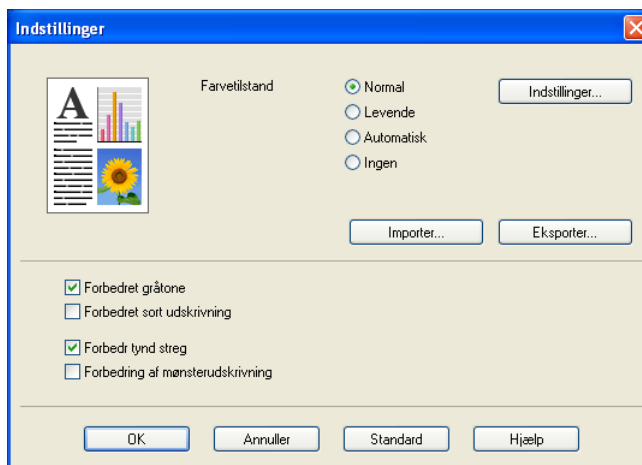 Indstillinger
A
Farvetilstand
Normal
Indstillinger...
Levende
Automatisk
Ingen
Importer...
Eksporter...
Forbedret gråtone
Forbedret sort udskrivning
Forbedr tynd streg
Forbedring af mønsterudskrivning
OK
Annuller
Standard
Hjælp